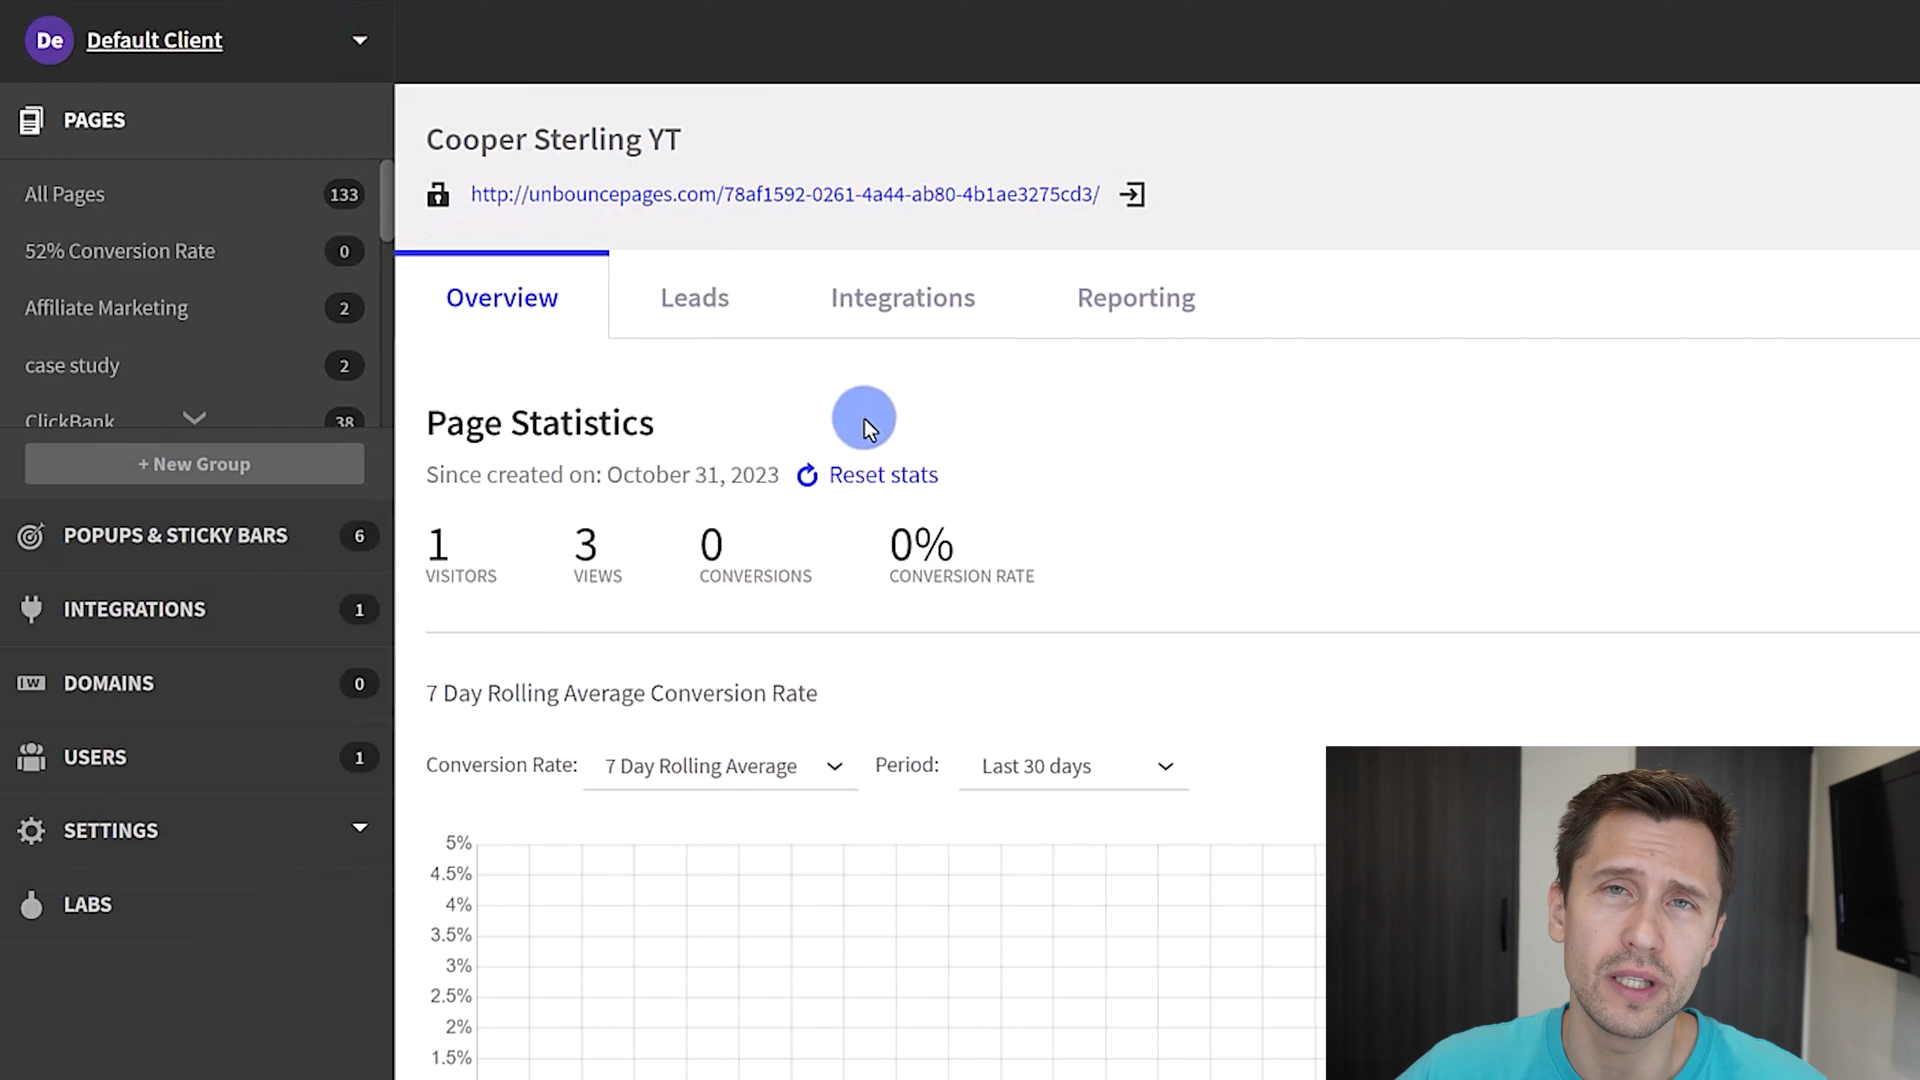 De Default Client
PAGES
All Pages 133
52% Conversion Rate 0
Affiliate Marketing 2
case study 2
ClickBank 38
+ New Group
POPUPS & STICKY BARS 6
INTEGRATIONS 1
DOMAINS 0
USERS 1
SETTINGS
LABS
Cooper Sterling YT
http://unbouncepages.com/78af1592-0261-4a44-ab80-4b1ae3275cd3/
Overview Leads Integrations Reporting
Page Statistics
Since created on: October 31, 2023 Reset stats
1 3 0 0%
VISITORS VIEWS CONVERSIONS CONVERSION RATE
7 Day Rolling Average Conversion Rate
Conversion Rate: 7 Day Rolling Average Period: Last 30 days
5%
4.5%
4%
3.5%
3%
2.5%
2%
1.5%